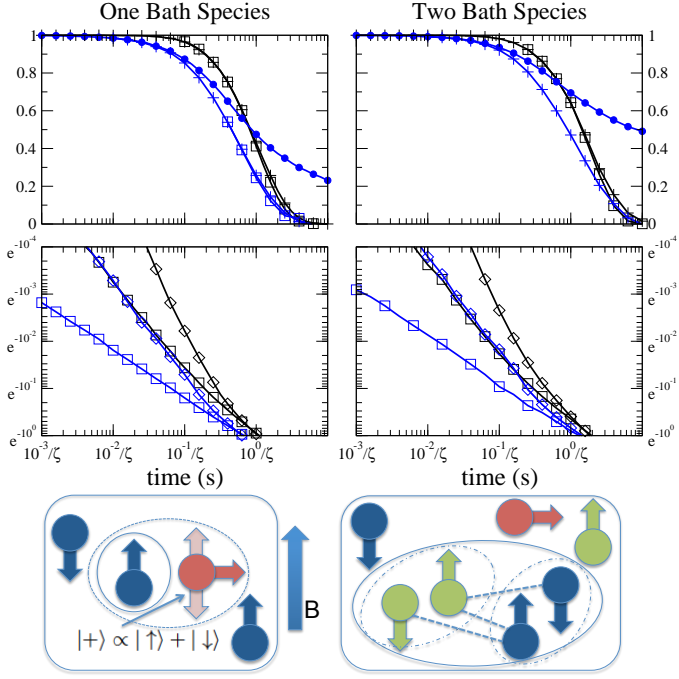 One Bath Species Two Bath Species
1 1
0.8 0.8
0.6 0.6
0.4 0.4
0.2 0.2
0 0
e^{-10^{-4}} e^{-10^{-4}}
e^{-10^{-3}} e^{-10^{-3}}
e^{-10^{-2}} e^{-10^{-2}}
e^{-10^{-1}} e^{-10^{-1}}
e^{-10^{0}} e^{-10^{0}}
10^{-3}/ζ 10^{-2}/ζ 10^{-1}/ζ 10^{0}/ζ 10^{-3}/ζ 10^{-2}/ζ 10^{-1}/ζ 10^{0}/ζ
time (s) time (s)
B
|+⟩ ∝ |↑⟩ + |↓⟩